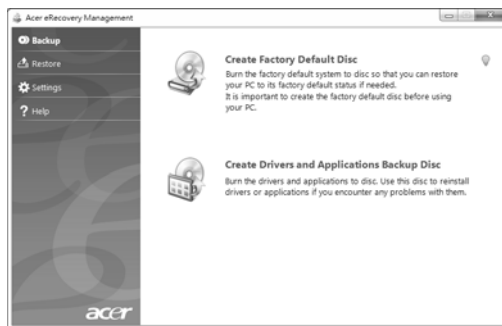 Acer eRecovery Management
Backup
Restore
Settings
Help
Create Factory Default Disc
Burn the factory default system to disc so that you can restore
your PC to its factory default status if needed.
It is important to create the factory default disc before using
your PC.
Create Drivers and Applications Backup Disc
Burn the drivers and applications to disc. Use this disc to reinstall
drivers or applications if you encounter any problems with them.
acer